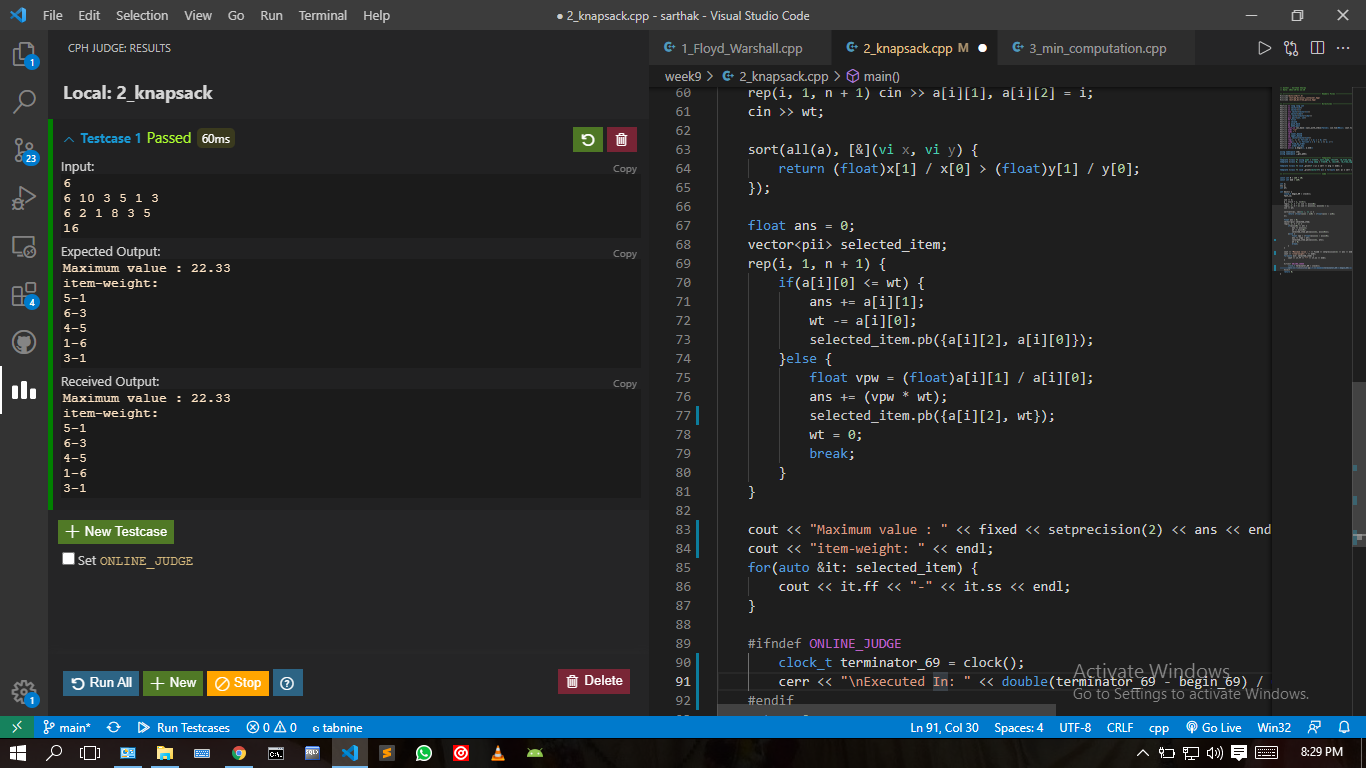 File Edit Selection View Go Run Terminal Help
● 2_knapsack.cpp - sarthak - Visual Studio Code
CPH JUDGE: RESULTS
Local: 2_knapsack
Testcase 1 Passed 60ms
Input:
Copy
6
6 10 3 5 1 3
6 2 1 8 3 5
16
Expected Output:
Copy
Maximum value : 22.33
item-weight:
5-1
6-3
4-5
1-6
3-1
Received Output:
Copy
Maximum value : 22.33
item-weight:
5-1
6-3
4-5
1-6
3-1
New Testcase
Set ONLINE_JUDGE
Run All New Stop Delete
1_Floyd_Warshall.cpp 2_knapsack.cpp M 3_min_computation.cpp
week9 > 2_knapsack.cpp > main()
60 rep(i, 1, n + 1) cin >> a[i][1], a[i][2] = i;
61 cin >> wt;
62
63 sort(all(a), [&](vi x, vi y) {
64 return (float)x[1] / x[0] > (float)y[1] / y[0];
65 });
66
67 float ans = 0;
68 vector<pii> selected_item;
69 rep(i, 1, n + 1) {
70 if(a[i][0] <= wt) {
71 ans += a[i][1];
72 wt -= a[i][0];
73 selected_item.pb({a[i][2], a[i][0]});
74 }else {
75 float vpw = (float)a[i][1] / a[i][0];
76 ans += (vpw * wt);
77 selected_item.pb({a[i][2], wt});
78 wt = 0;
79 break;
80 }
81 }
82
83 cout << "Maximum value : " << fixed << setprecision(2) << ans << end
84 cout << "item-weight: " << endl;
85 for(auto &it: selected_item) {
86 cout << it.ff << "-" << it.ss << endl;
87 }
88
89 #ifndef ONLINE_JUDGE
90 clock_t terminator_69 = clock();
91 cerr << "\nExecuted In: " << double(terminator_69 - begin_69) /
92 #endif
Activate Windows
Go to Settings to activate Windows.
1
23
4
1
main* Run Testcases 0 0 tabnine
Ln 91, Col 30 Spaces: 4 UTF-8 CRLF cpp Go Live Win32
8:29 PM